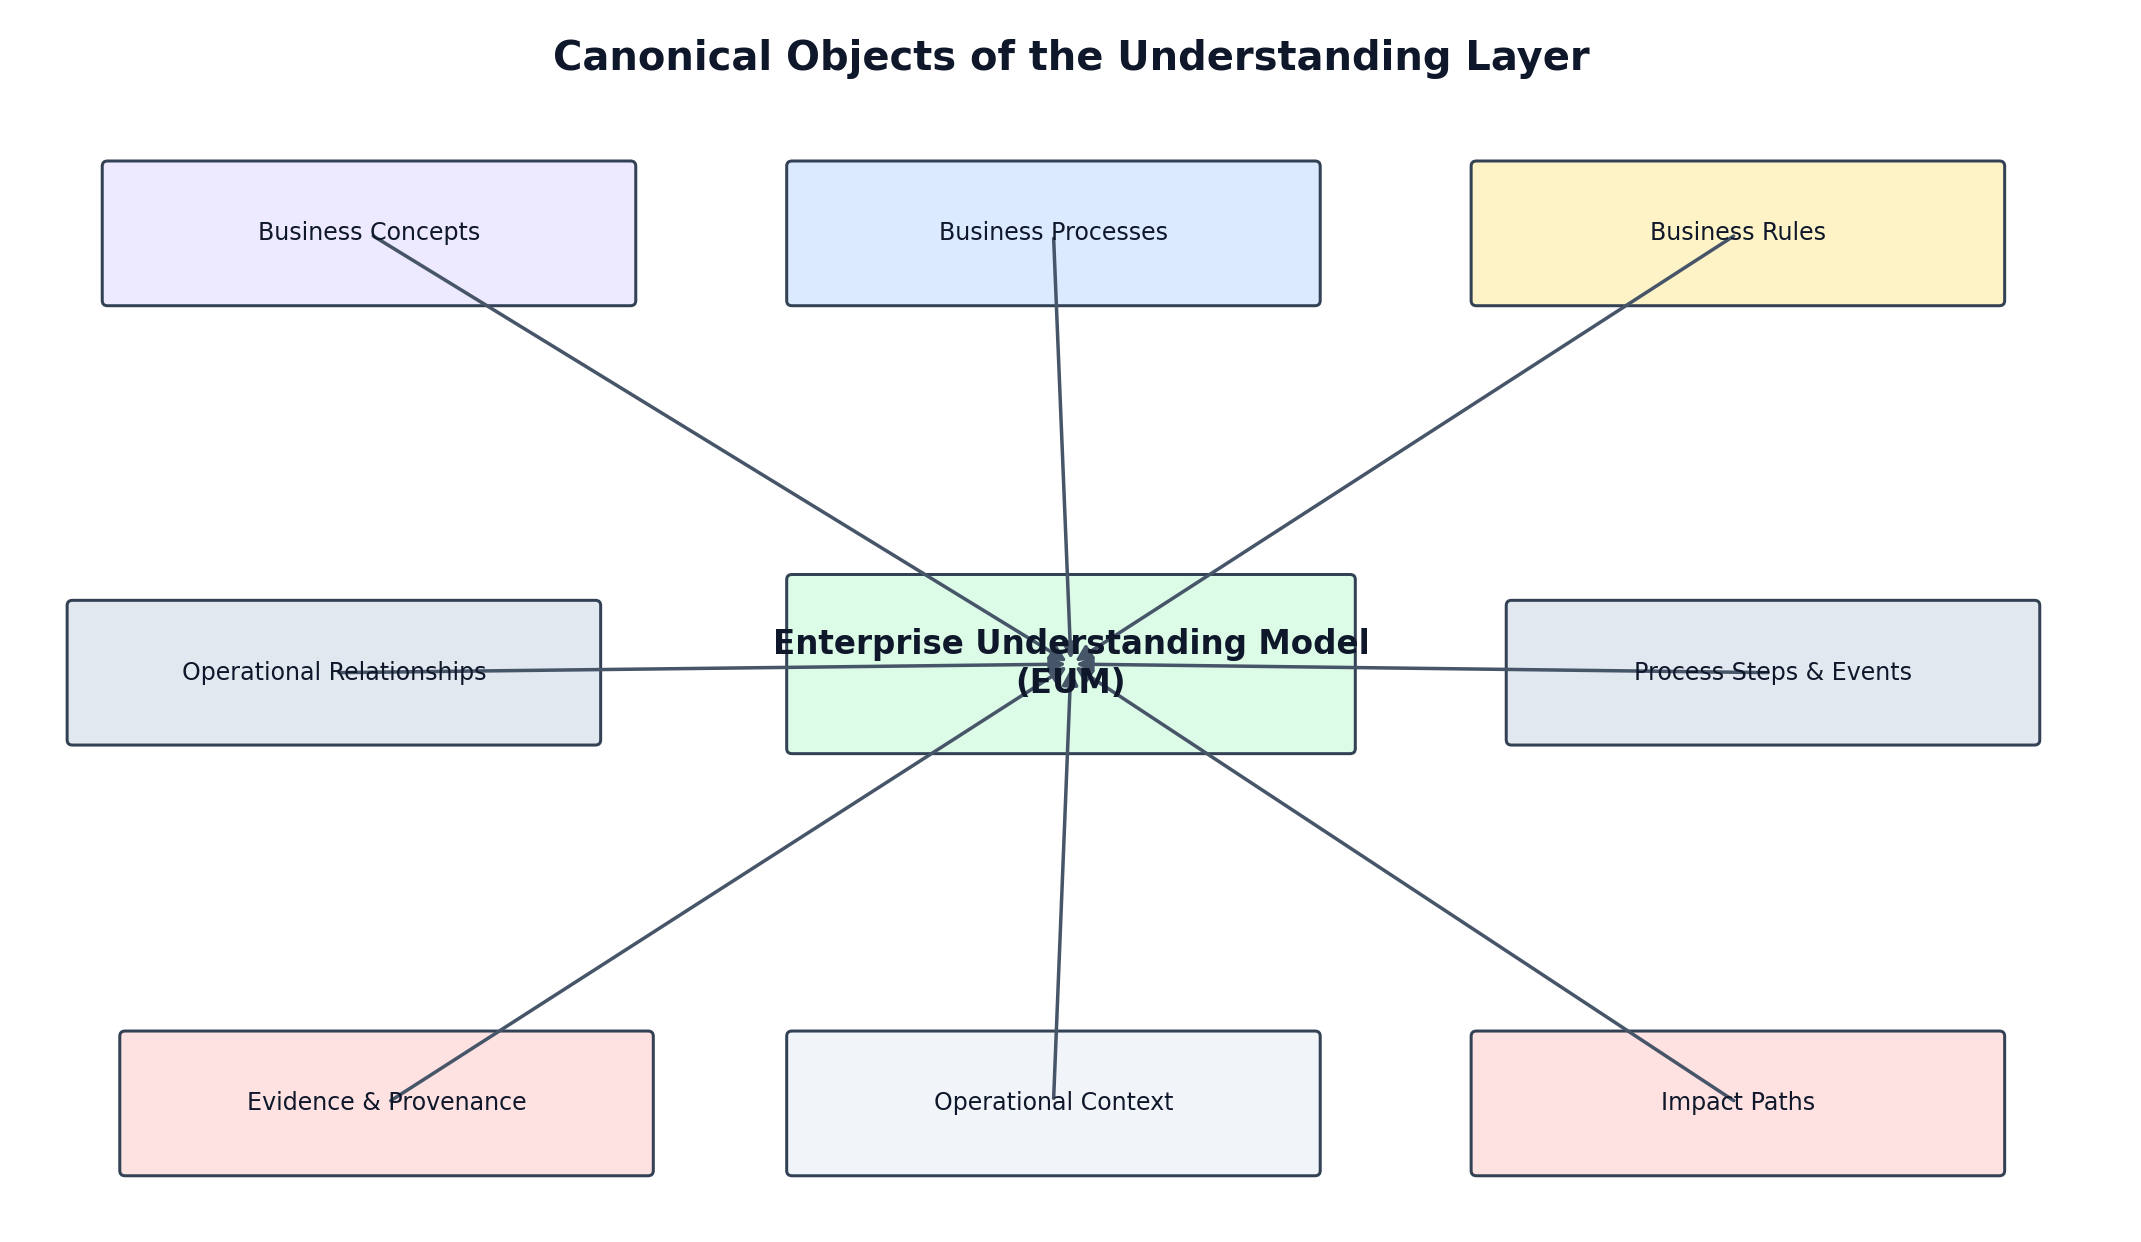 Canonical Objects of the Understanding Layer
Business Concepts
Business Processes
Business Rules
Operational Relationships
Enterprise Understanding Model
(EUM)
Process Steps & Events
Evidence & Provenance
Operational Context
Impact Paths